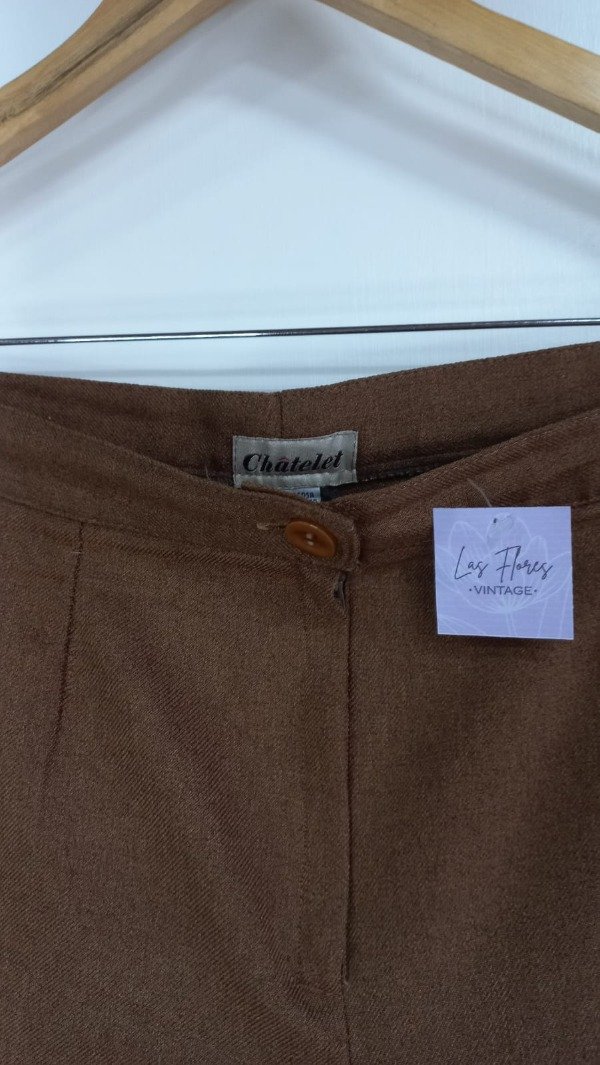 Châtelet
Las Flores
•VINTAGE•